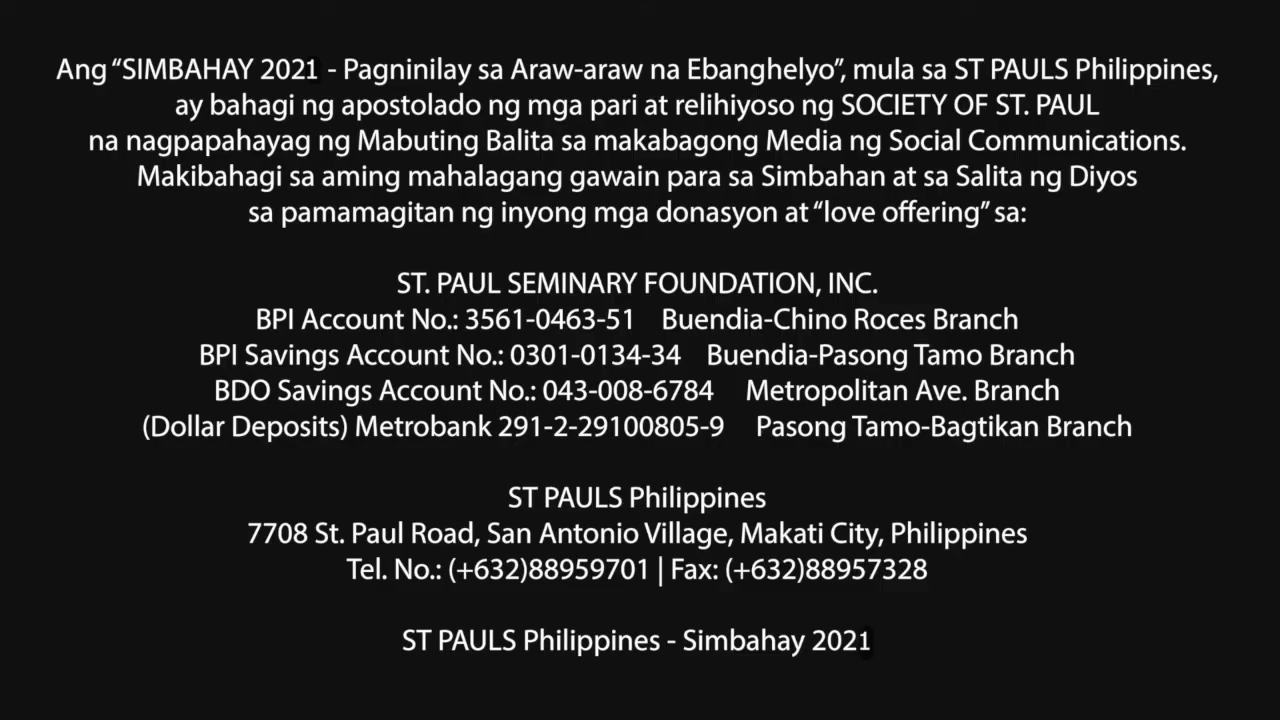 Ang “SIMBAHAY 2021 - Pagninilay sa Araw-araw na Ebanghelyo”, mula sa ST PAULS Philippines,
ay bahagi ng apostolado ng mga pari at relihiyoso ng SOCIETY OF ST. PAUL
na nagpapahayag ng Mabuting Balita sa makabagong Media ng Social Communications.
Makibahagi sa aming mahalagang gawain para sa Simbahan at sa Salita ng Diyos
sa pamamagitan ng inyong mga donasyon at “love offering” sa:
ST. PAUL SEMINARY FOUNDATION, INC.
BPI Account No.: 3561-0463-51 Buendia-Chino Roces Branch
BPI Savings Account No.: 0301-0134-34 Buendia-Pasong Tamo Branch
BDO Savings Account No.: 043-008-6784 Metropolitan Ave. Branch
(Dollar Deposits) Metrobank 291-2-29100805-9 Pasong Tamo-Bagtikan Branch
ST PAULS Philippines
7708 St. Paul Road, San Antonio Village, Makati City, Philippines
Tel. No.: (+632)88959701 | Fax: (+632)88957328
ST PAULS Philippines - Simbahay 2021